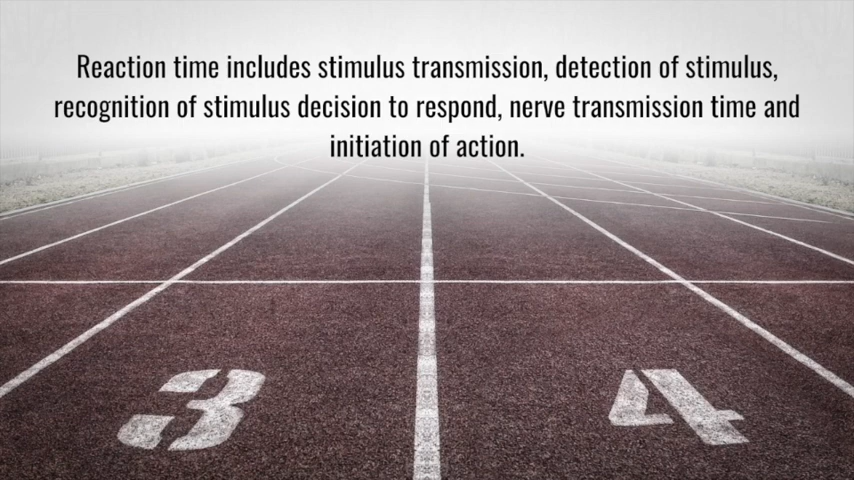 Reaction time includes stimulus transmission, detection of stimulus,
recognition of stimulus decision to respond, nerve transmission time and
initiation of action.
3 4